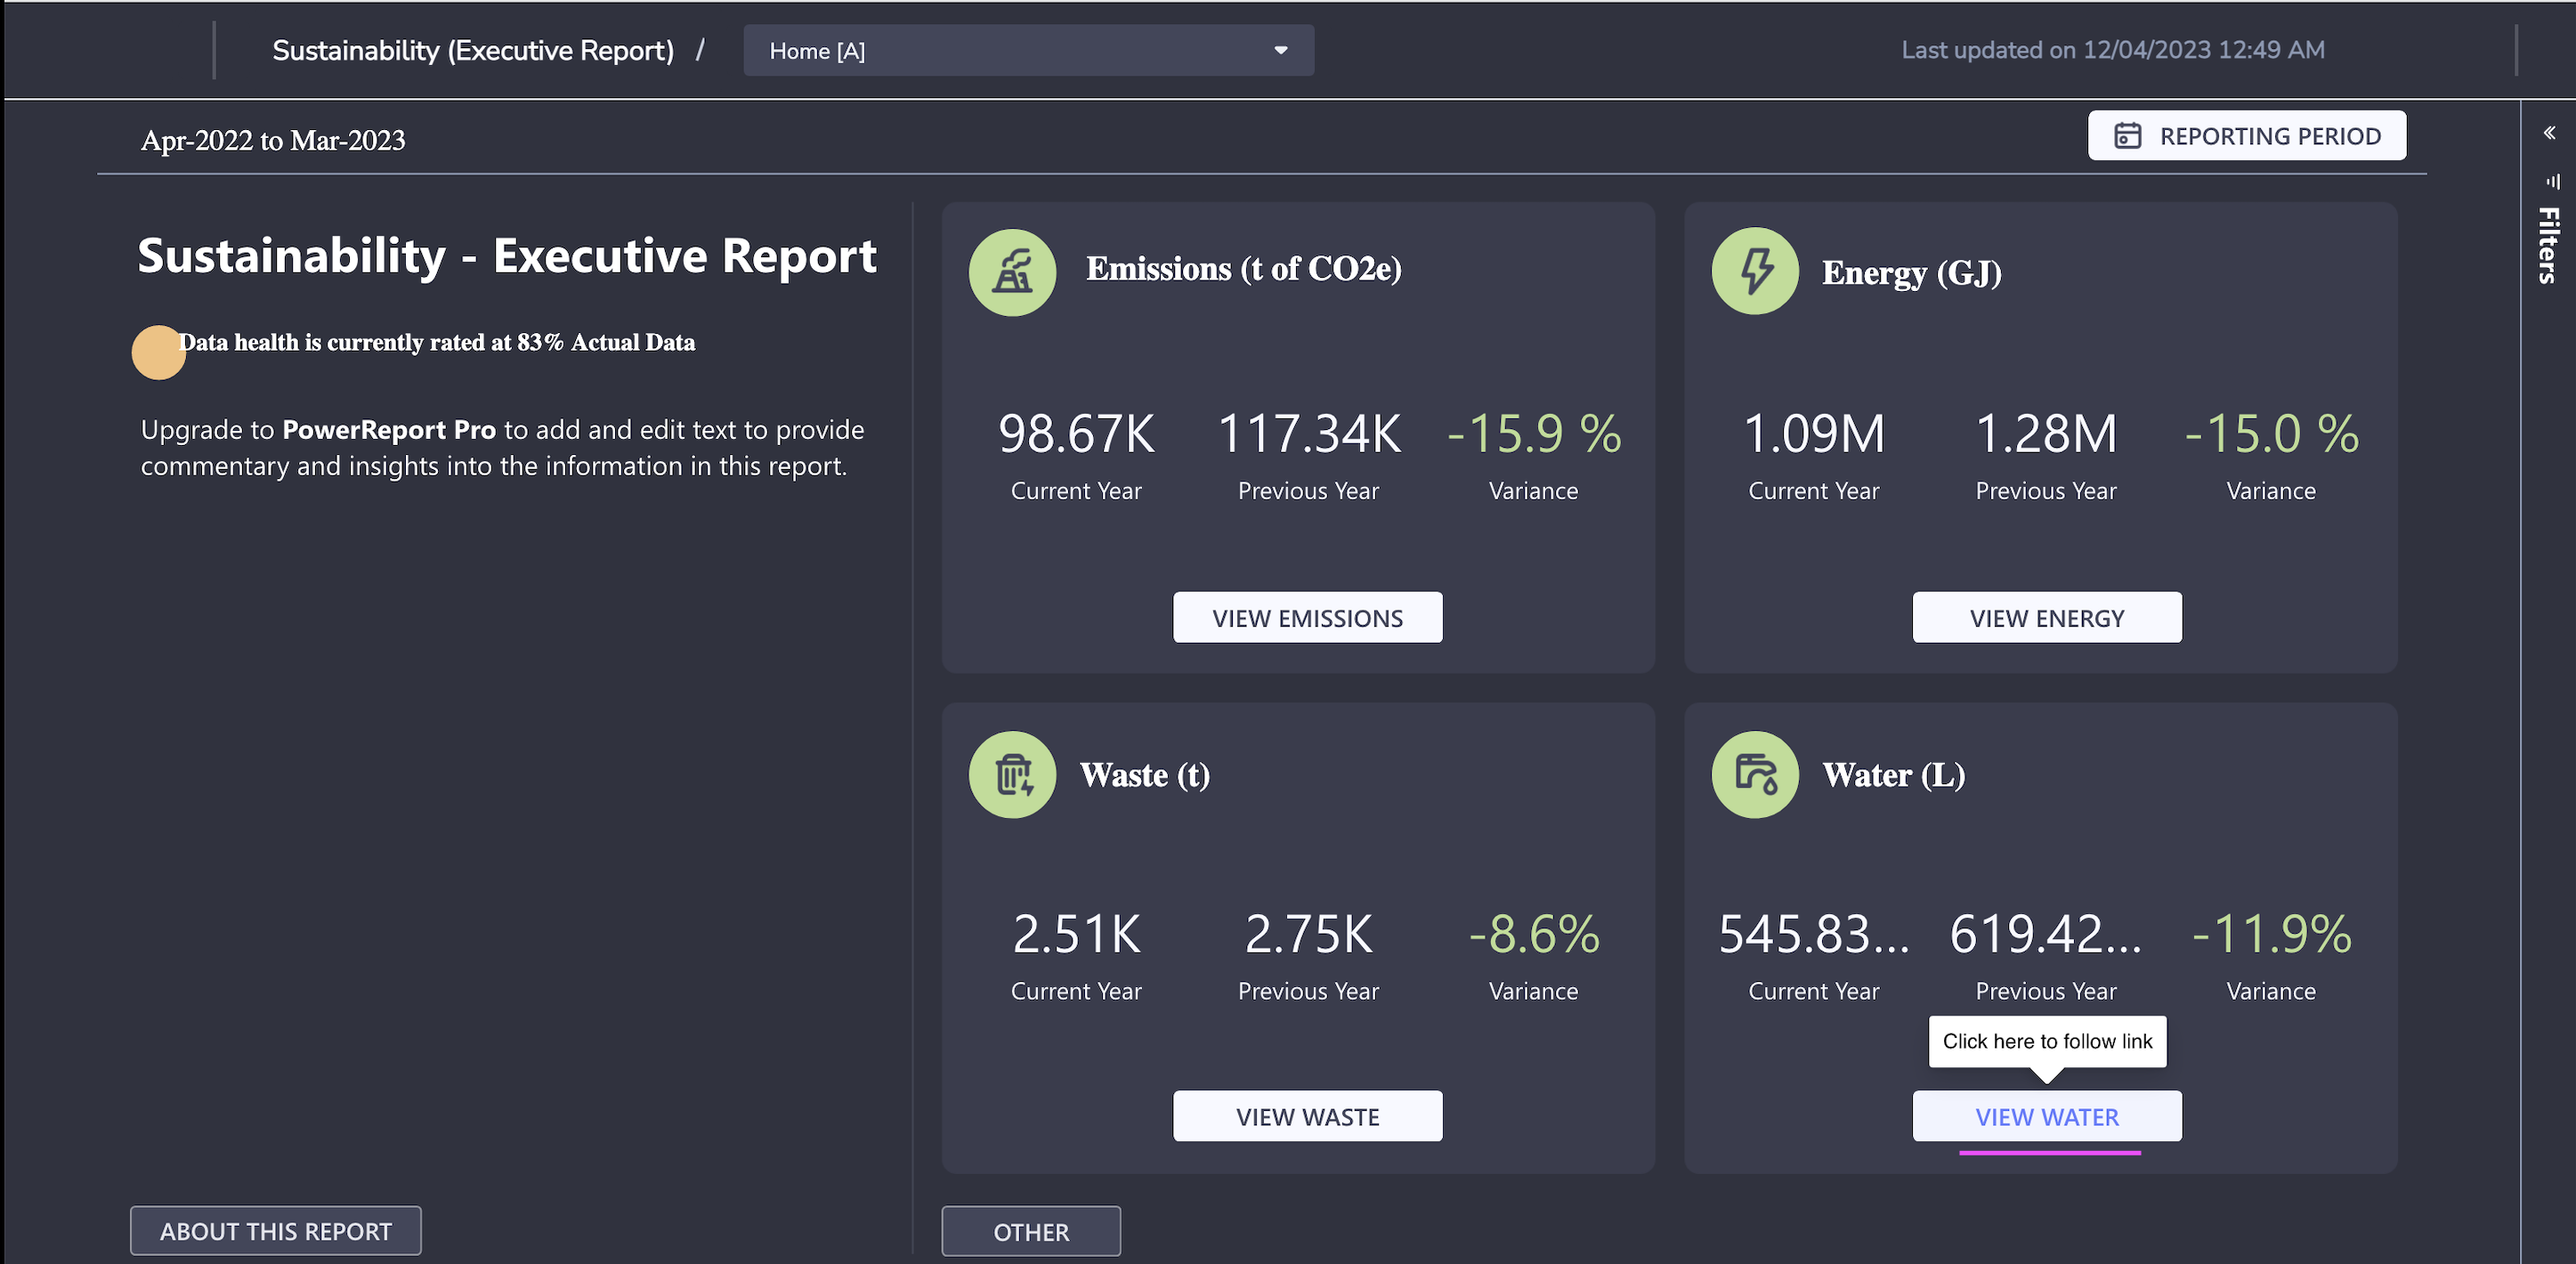 Sustainability (Executive Report) / Home [A]
Last updated on 12/04/2023 12:49 AM
Apr-2022 to Mar-2023
REPORTING PERIOD
Filters
Sustainability - Executive Report
Data health is currently rated at 83% Actual Data
Upgrade to PowerReport Pro to add and edit text to provide
commentary and insights into the information in this report.
Emissions (t of CO2e)
98.67K 117.34K -15.9 %
Current Year Previous Year Variance
VIEW EMISSIONS
Energy (GJ)
1.09M 1.28M -15.0 %
Current Year Previous Year Variance
VIEW ENERGY
Waste (t)
2.51K 2.75K -8.6%
Current Year Previous Year Variance
VIEW WASTE
Water (L)
545.83... 619.42... -11.9%
Current Year Previous Year Variance
Click here to follow link
VIEW WATER
ABOUT THIS REPORT
OTHER